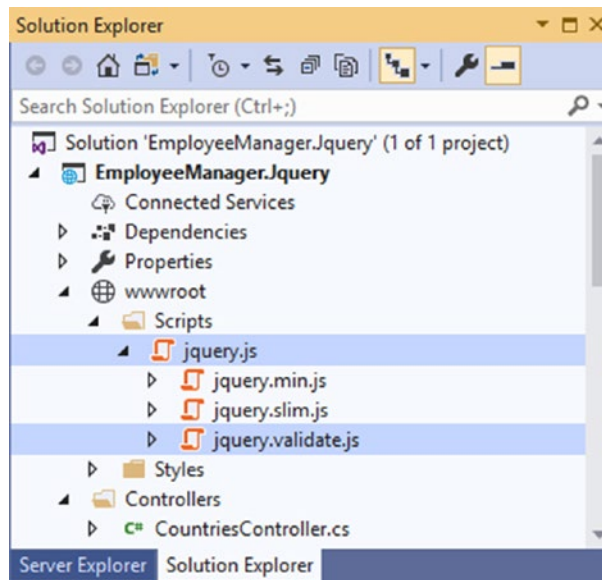 Solution Explorer
Search Solution Explorer (Ctrl+;)
Solution 'EmployeeManager.Jquery' (1 of 1 project)
EmployeeManager.Jquery
Connected Services
Dependencies
Properties
wwwroot
Scripts
jquery.js
jquery.min.js
jquery.slim.js
jquery.validate.js
Styles
Controllers
C# CountriesController.cs
Server Explorer Solution Explorer